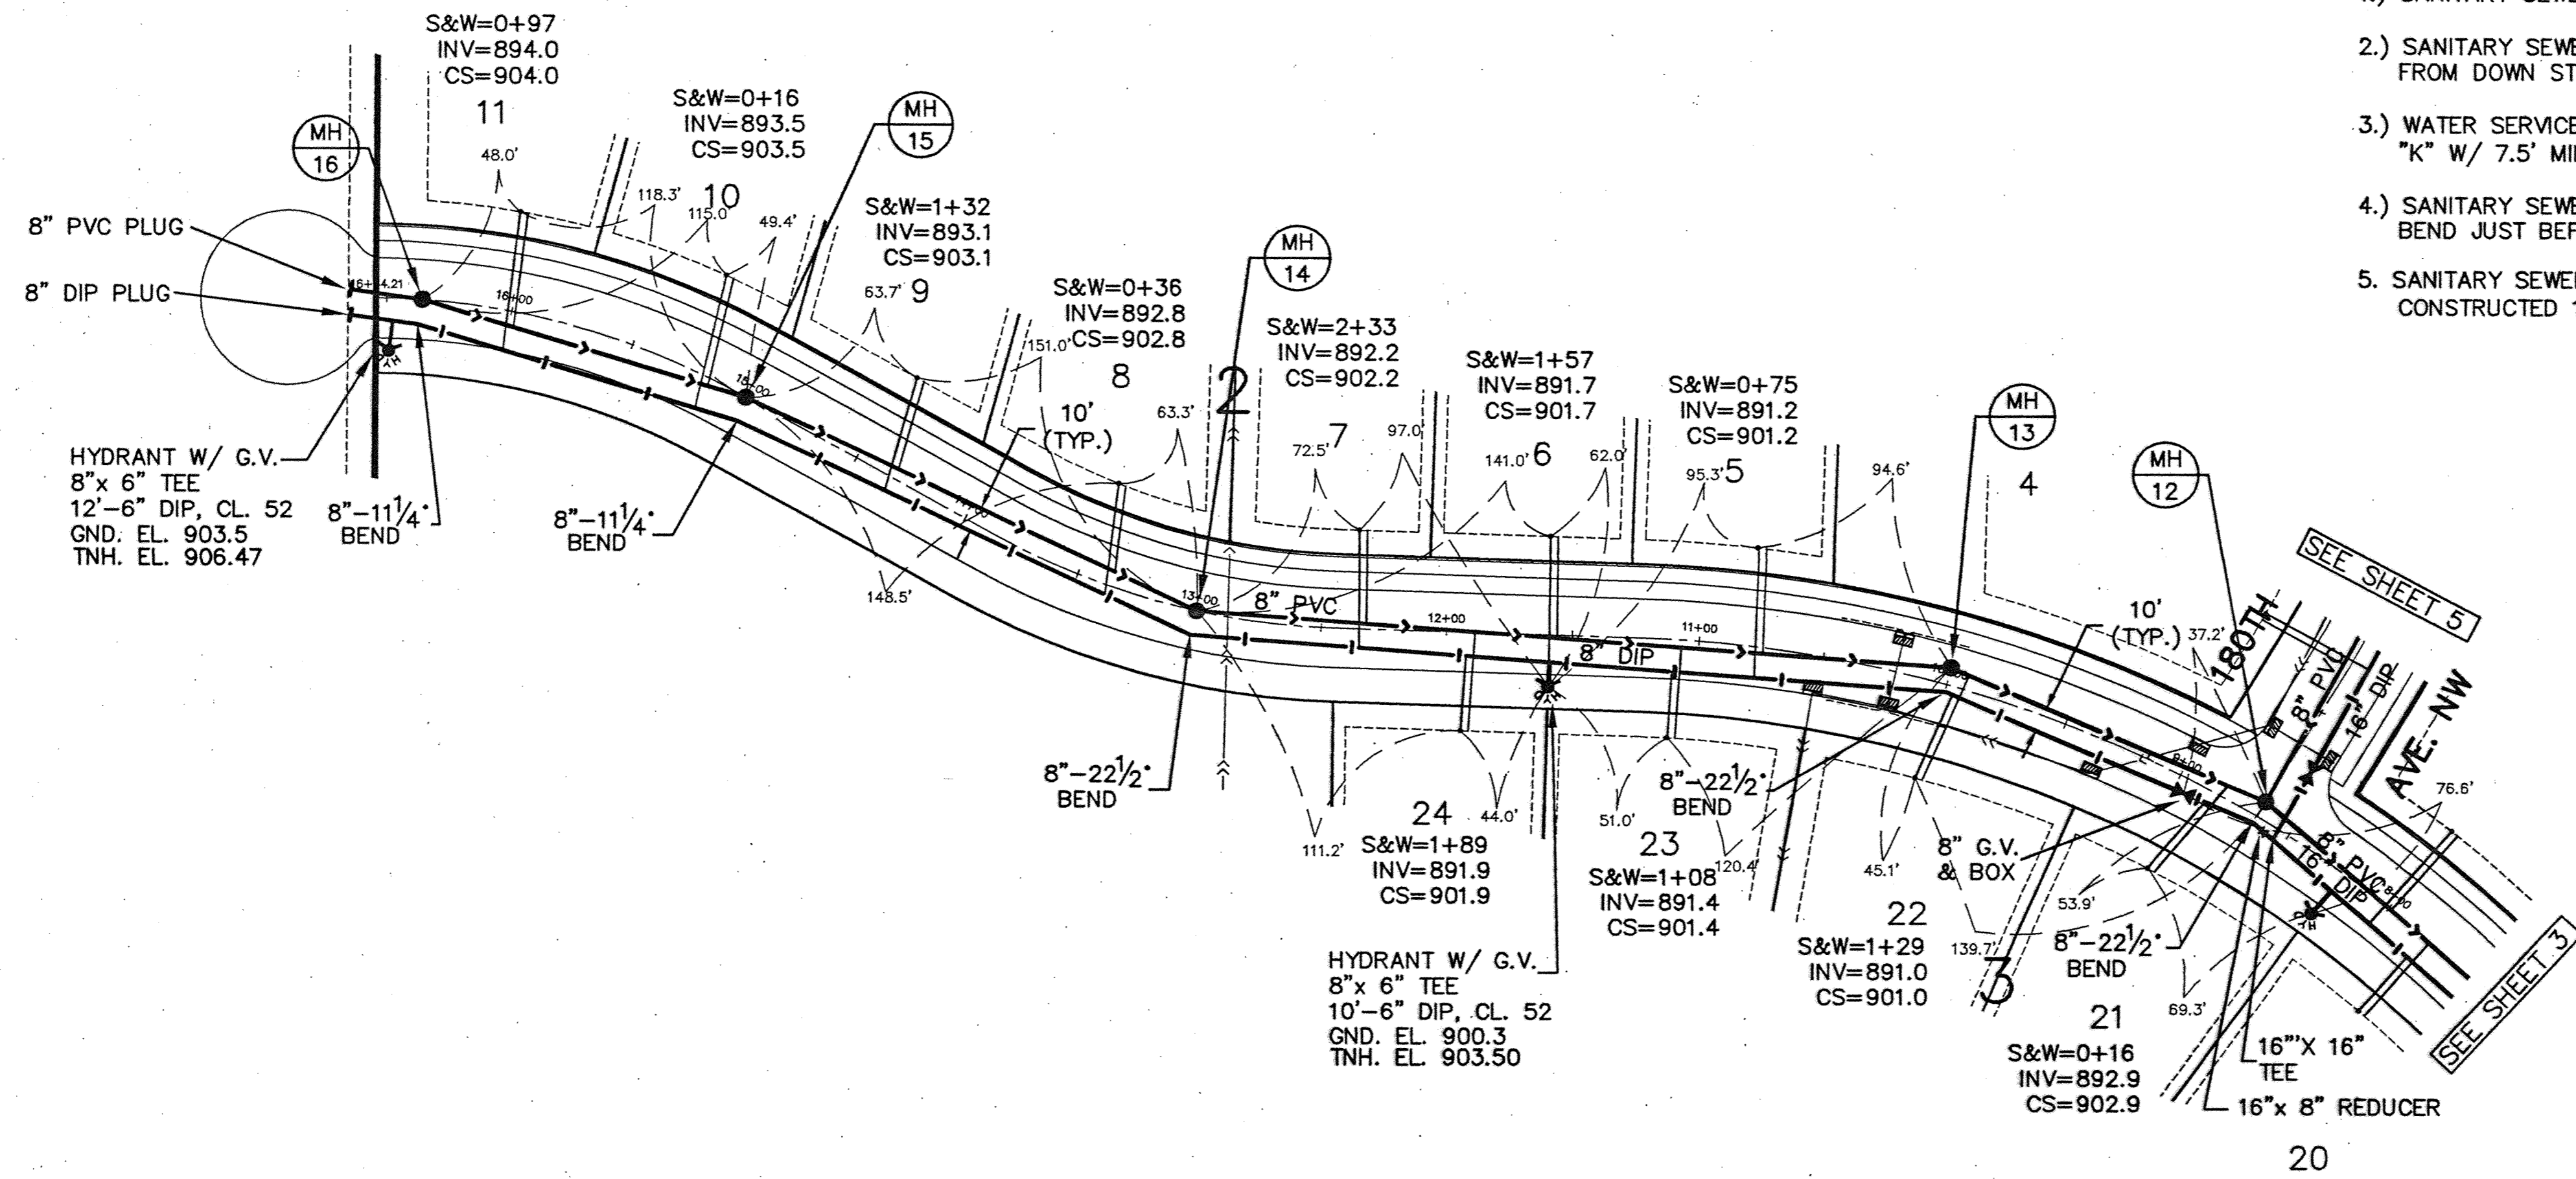 S&W=0+97
INV=894.0
CS=904.0
11
MH
16
48.0'
S&W=0+16
INV=893.5
CS=903.5
10
118.3'
115.0'
49.4'
MH
15
S&W=1+32
INV=893.1
CS=903.1
63.7'
9
S&W=0+36
INV=892.8
CS=902.8
151.0'
8
63.3'
MH
14
2
S&W=2+33
INV=892.2
CS=902.2
7
72.5'
97.0'
S&W=1+57
INV=891.7
CS=901.7
141.0'
6
62.0'
S&W=0+75
INV=891.2
CS=901.2
95.3'
5
94.6'
4
MH
13
MH
12
2.) SANITARY
FROM DOWN
3.) WATER
"K" W/ 7.5'
4.) SANITARY
BEND JUST
5. SANITARY
CONSTRUCTED
8" PVC PLUG
8" DIP PLUG
16+00
15+00
13+00
12+00
11+00
9+00
HYDRANT W/ G.V.
8"x 6" TEE
12'-6" DIP, CL. 52
GND. EL. 903.5
TNH. EL. 906.47
8"-11 1/4°
BEND
8"-11 1/4°
BEND
10'
(TYP.)
148.5'
8" PVC
8" DIP
8"-22 1/2°
BEND
111.2'
24
S&W=1+89
INV=891.9
CS=901.9
44.0'
51.0'
23
S&W=1+08
INV=891.4
CS=901.4
120.4'
8"-22 1/2°
BEND
HYDRANT W/ G.V.
8"x 6" TEE
10'-6" DIP, CL. 52
GND. EL. 900.3
TNH. EL. 903.50
45.1'
8" G.V.
& BOX
22
S&W=1+29
INV=891.0
CS=901.0
139.7'
3
53.9'
8"-22 1/2°
BEND
69.3'
21
S&W=0+16
INV=892.9
CS=902.9
16"'X 16"
TEE
16"x 8" REDUCER
20
10'
(TYP.)
37.2'
180TH
AVE. NW
8" PVC
16" DIP
76.6'
8" PVC
16" DIP
SEE SHEET 5
SEE SHEET 3